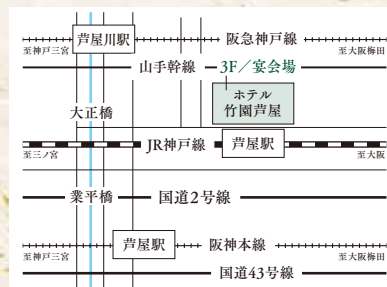 芦屋川駅
阪急神戸線
至神戸三宮
至大阪梅田
山手幹線
3F／宴会場
ホテル
竹園芦屋
大正橋
JR神戸線
芦屋駅
至三ノ宮
至大阪
業平橋
国道2号線
芦屋駅
阪神本線
至神戸三宮
至大阪梅田
国道43号線